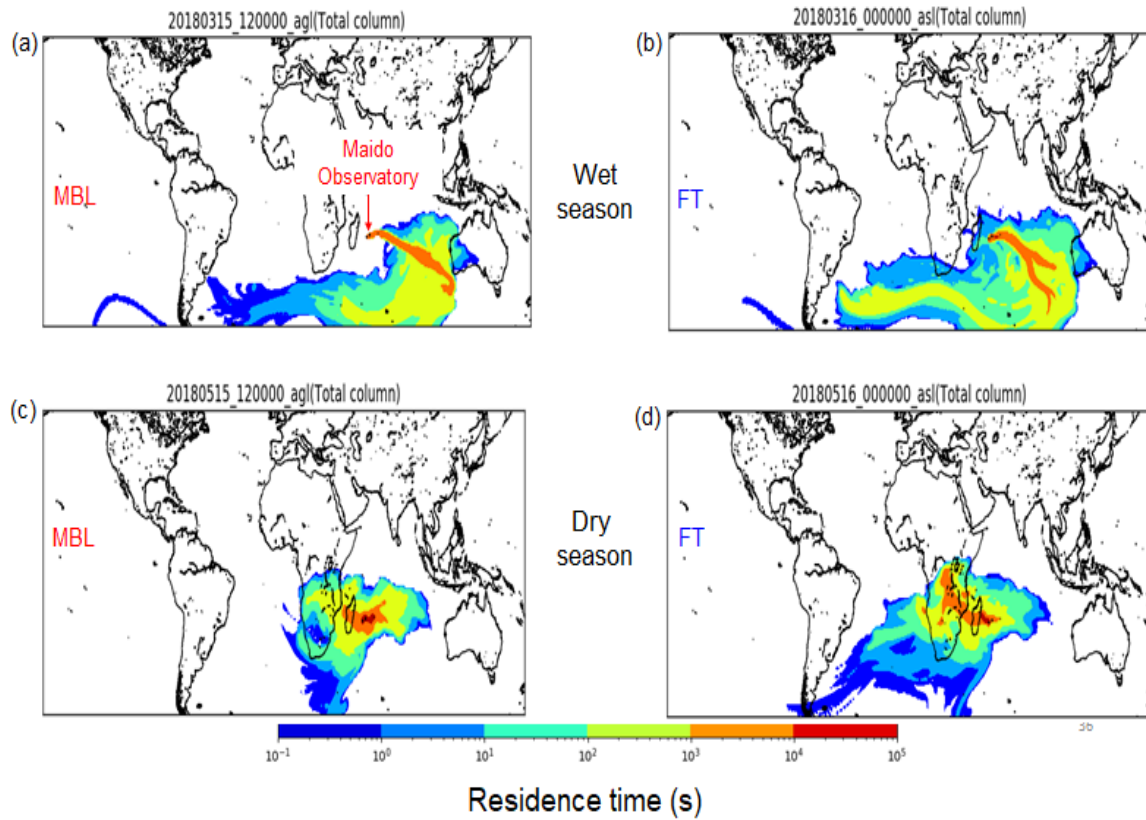 20180315_120000_agl(Total column)
20180316_000000_asl(Total column)
(a)
(b)
Maido
Observatory
MBL
Wet
season
FT
20180515_120000_agl(Total column)
20180516_000000_asl(Total column)
(c)
(d)
MBL
Dry
season
FT
36
10⁻¹ 10⁰ 10¹ 10² 10³ 10⁴ 10⁵
Residence time (s)